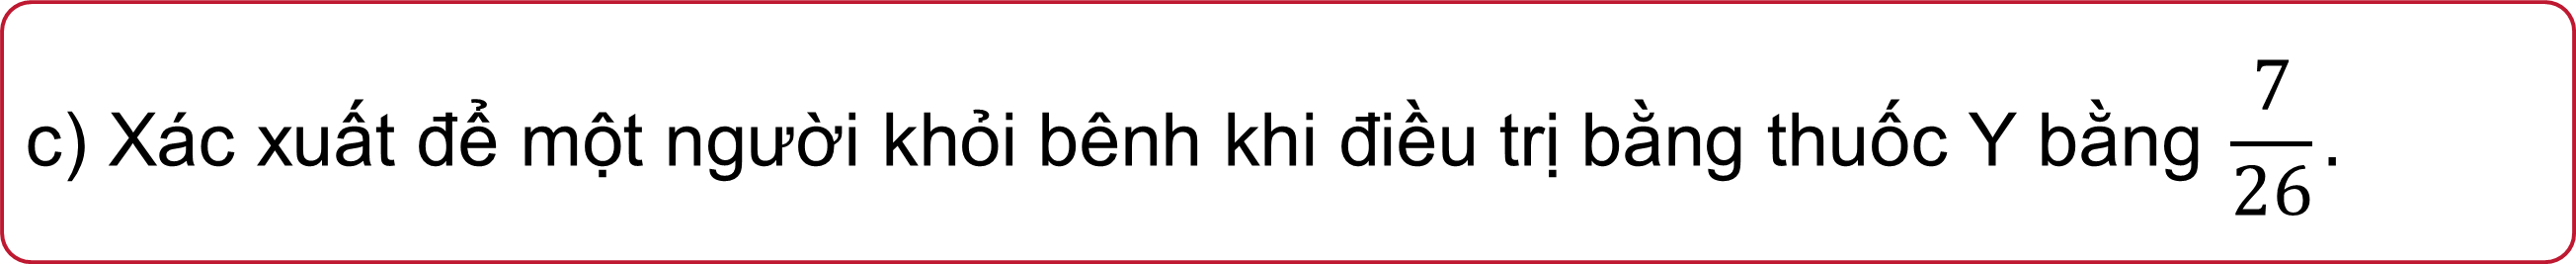 c) Xác xuất để một người khỏi bênh khi điều trị bằng thuốc Y bằng 7/26.